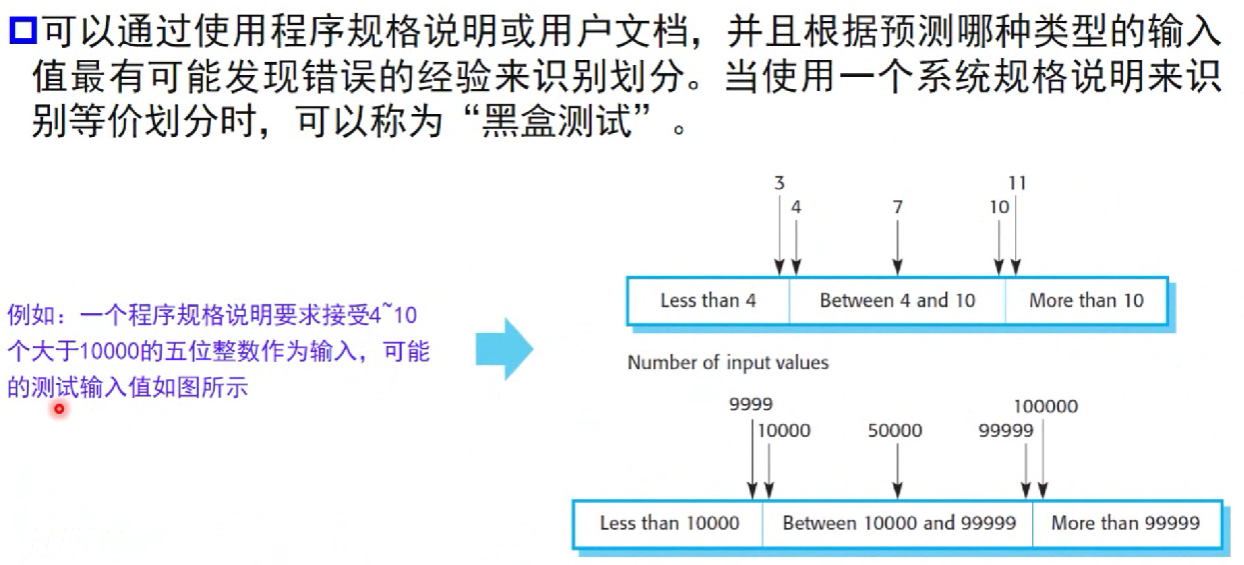 可以通过使用程序规格说明或用户文档，并且根据预测哪种类型的输入
值最有可能发现错误的经验来识别划分。当使用一个系统规格说明来识
别等价划分时，可以称为“黑盒测试”。
3
11
4
7
10
Less than 4
Between 4 and 10
More than 10
例如：一个程序规格说明要求接受4~10
个大于10000的五位整数作为输入，可能
的测试输入值如图所示
Number of input values
9999
100000
10000
50000
99999
Less than 10000
Between 10000 and 99999
More than 99999